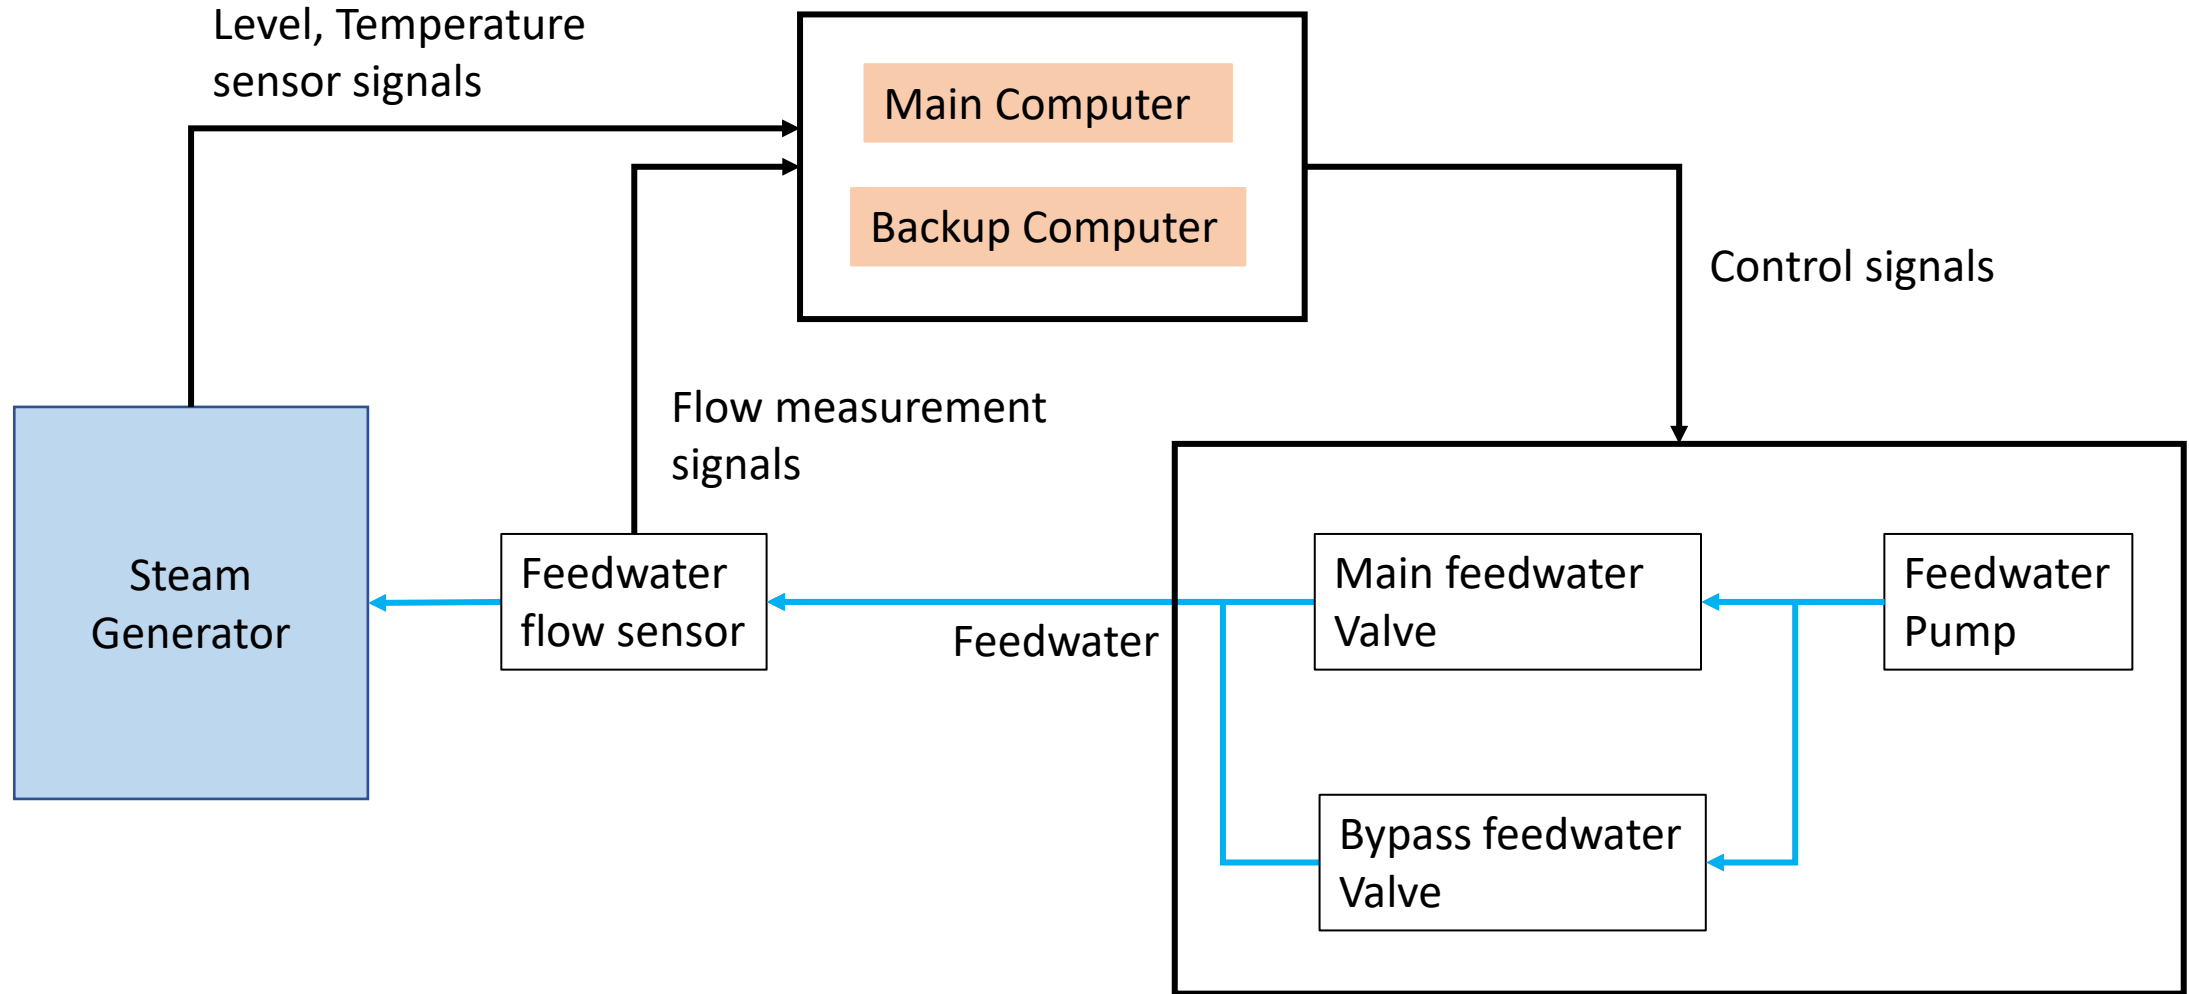 Level, Temperature
sensor signals
Main Computer
Backup Computer
Control signals
Flow measurement
signals
Steam
Generator
Feedwater
flow sensor
Feedwater
Main feedwater
Valve
Feedwater
Pump
Bypass feedwater
Valve